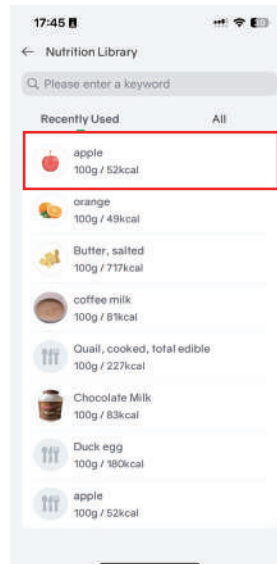 17:45
← Nutrition Library
Please enter a keyword
Recently Used All
apple
100g / 52kcal
orange
100g / 49kcal
Butter, salted
100g / 717kcal
coffee milk
100g / 81kcal
Quail, cooked, total edible
100g / 227kcal
Chocolate Milk
100g / 83kcal
Duck egg
100g / 180kcal
apple
100g / 52kcal